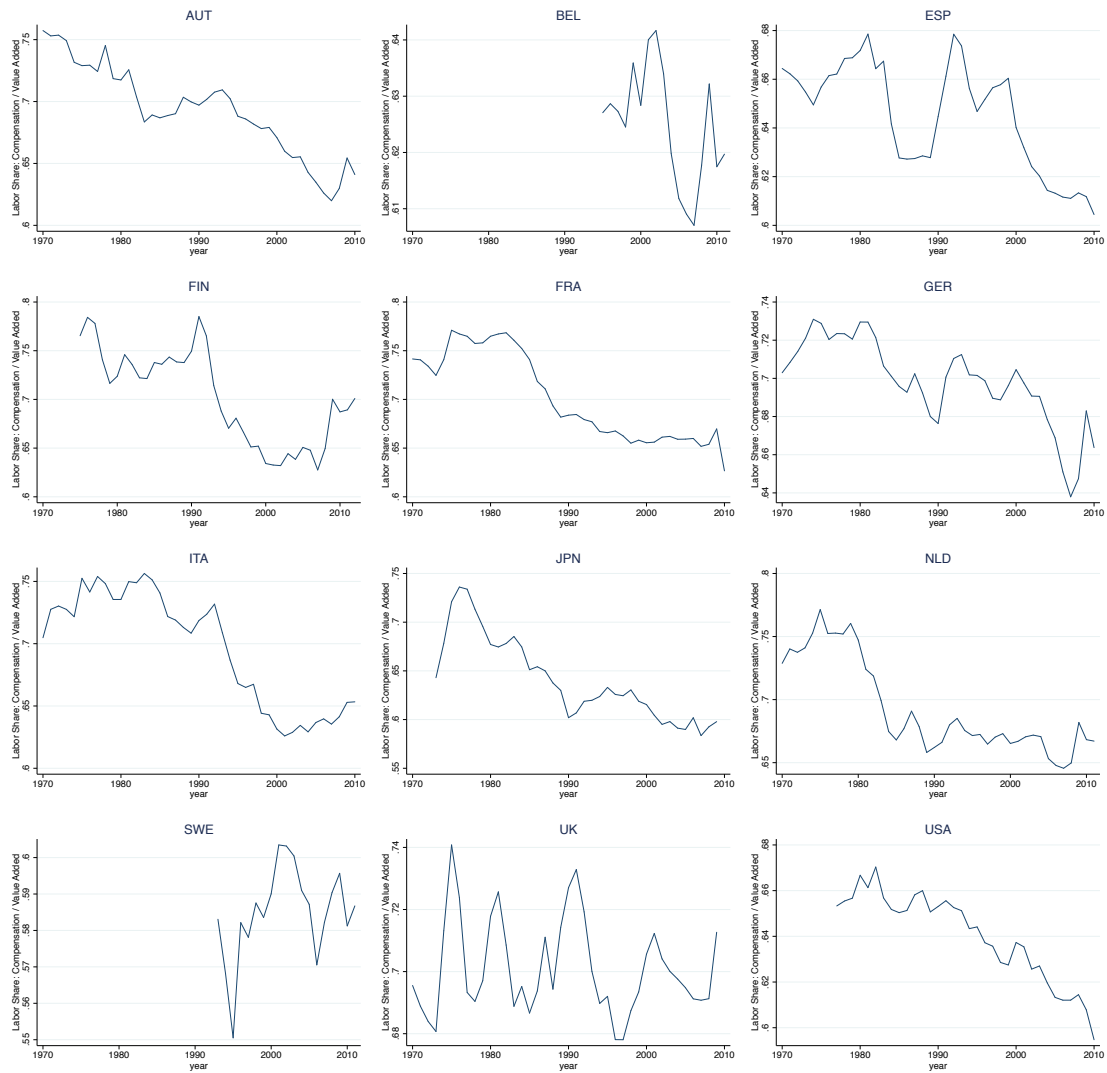 AUT
Labor Share: Compensation / Value Added
.6 .65 .7 .75
1970 1980 1990 2000 2010
year
BEL
Labor Share: Compensation / Value Added
.61 .62 .63 .64
1970 1980 1990 2000 2010
year
ESP
Labor Share: Compensation / Value Added
.6 .62 .64 .66 .68
1970 1980 1990 2000 2010
year
FIN
Labor Share: Compensation / Value Added
.6 .65 .7 .75 .8
1970 1980 1990 2000 2010
year
FRA
Labor Share: Compensation / Value Added
.6 .65 .7 .75 .8
1970 1980 1990 2000 2010
year
GER
Labor Share: Compensation / Value Added
.64 .66 .68 .7 .72 .74
1970 1980 1990 2000 2010
year
ITA
Labor Share: Compensation / Value Added
.6 .65 .7 .75
1970 1980 1990 2000 2010
year
JPN
Labor Share: Compensation / Value Added
.55 .6 .65 .7 .75
1970 1980 1990 2000 2010
year
NLD
Labor Share: Compensation / Value Added
.65 .7 .75 .8
1970 1980 1990 2000 2010
year
SWE
Labor Share: Compensation / Value Added
.55 .56 .57 .58 .59 .6
1970 1980 1990 2000 2010
year
UK
Labor Share: Compensation / Value Added
.68 .7 .72 .74
1970 1980 1990 2000 2010
year
USA
Labor Share: Compensation / Value Added
.6 .62 .64 .66 .68
1970 1980 1990 2000 2010
year